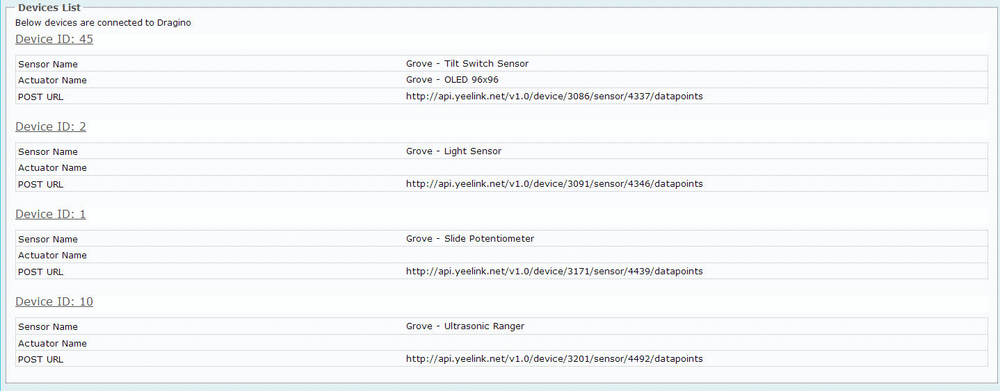 Devices List
Below devices are connected to Dragino
Device ID: 45
Sensor Name Grove - Tilt Switch Sensor
Actuator Name Grove - OLED 96x96
POST URL http://api.yeelink.net/v1.0/device/3086/sensor/4337/datapoints
Device ID: 2
Sensor Name Grove - Light Sensor
Actuator Name
POST URL http://api.yeelink.net/v1.0/device/3091/sensor/4346/datapoints
Device ID: 1
Sensor Name Grove - Slide Potentiometer
Actuator Name
POST URL http://api.yeelink.net/v1.0/device/3171/sensor/4439/datapoints
Device ID: 10
Sensor Name Grove - Ultrasonic Ranger
Actuator Name
POST URL http://api.yeelink.net/v1.0/device/3201/sensor/4492/datapoints